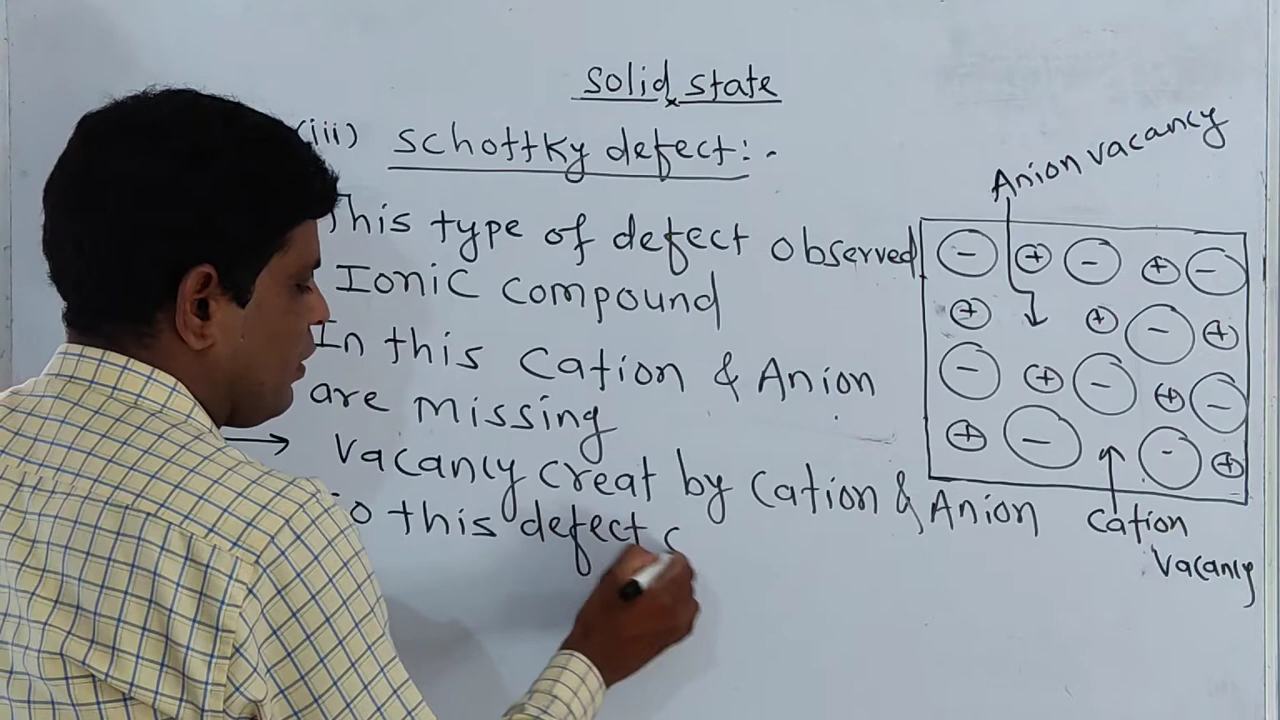 Solid state
(iii) Schottky defect:-
This type of defect observed
Ionic compound
In this Cation & Anion
are missing
→ Vacancy creat by Cation & Anion
this defect
Anion vacancy
- + - + -
+ + - +
- + - + -
+ - - +
Cation
Vacancy